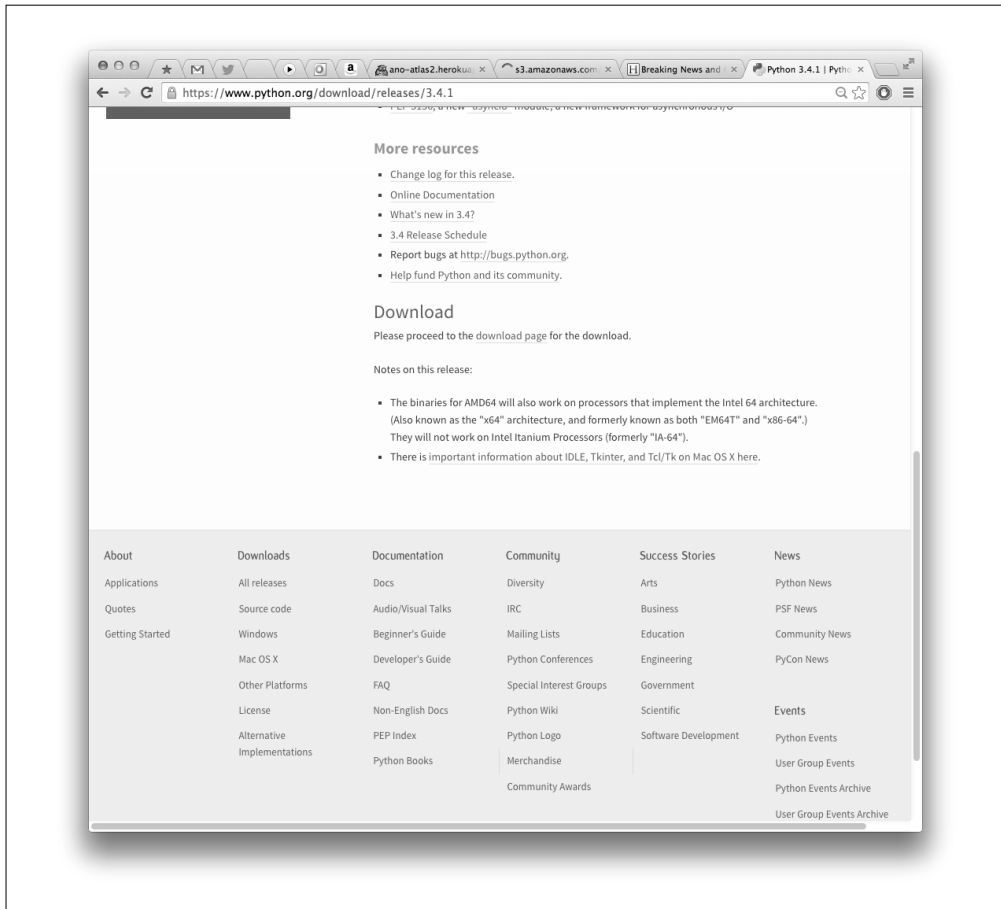 a
ano-atlas2.herokuap
s3.amazonaws.com
H Breaking News and
Python 3.4.1 | Pytho
https://www.python.org/download/releases/3.4.1
More resources
Change log for this release.
Online Documentation
What's new in 3.4?
3.4 Release Schedule
Report bugs at http://bugs.python.org.
Help fund Python and its community.
Download
Please proceed to the download page for the download.
Notes on this release:
The binaries for AMD64 will also work on processors that implement the Intel 64 architecture.
(Also known as the "x64" architecture, and formerly known as both "EM64T" and "x86-64".)
They will not work on Intel Itanium Processors (formerly "IA-64").
There is important information about IDLE, Tkinter, and Tcl/Tk on Mac OS X here.
About
Applications
Quotes
Getting Started
Downloads
All releases
Source code
Windows
Mac OS X
Other Platforms
License
Alternative
Implementations
Documentation
Docs
Audio/Visual Talks
Beginner's Guide
Developer's Guide
FAQ
Non-English Docs
PEP Index
Python Books
Community
Diversity
IRC
Mailing Lists
Python Conferences
Special Interest Groups
Python Wiki
Python Logo
Merchandise
Community Awards
Success Stories
Arts
Business
Education
Engineering
Government
Scientific
Software Development
News
Python News
PSF News
Community News
PyCon News
Events
Python Events
User Group Events
Python Events Archive
User Group Events Archive